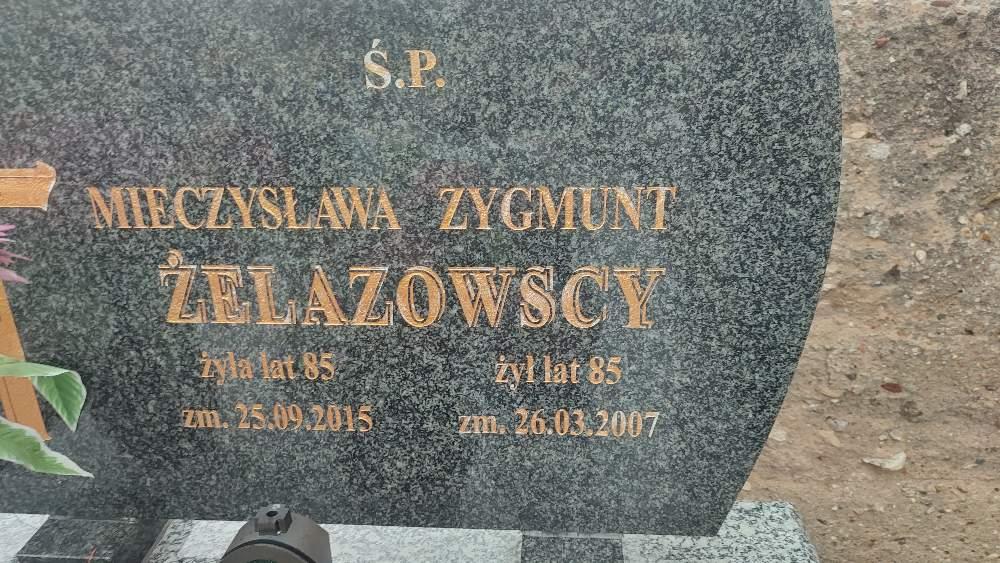 Ś.P.
MIECZYSŁAWA ZYGMUNT
ŻELAZOWSCY
żyła lat 85 żył lat 85
zm. 25.09.2015 zm. 26.03.2007